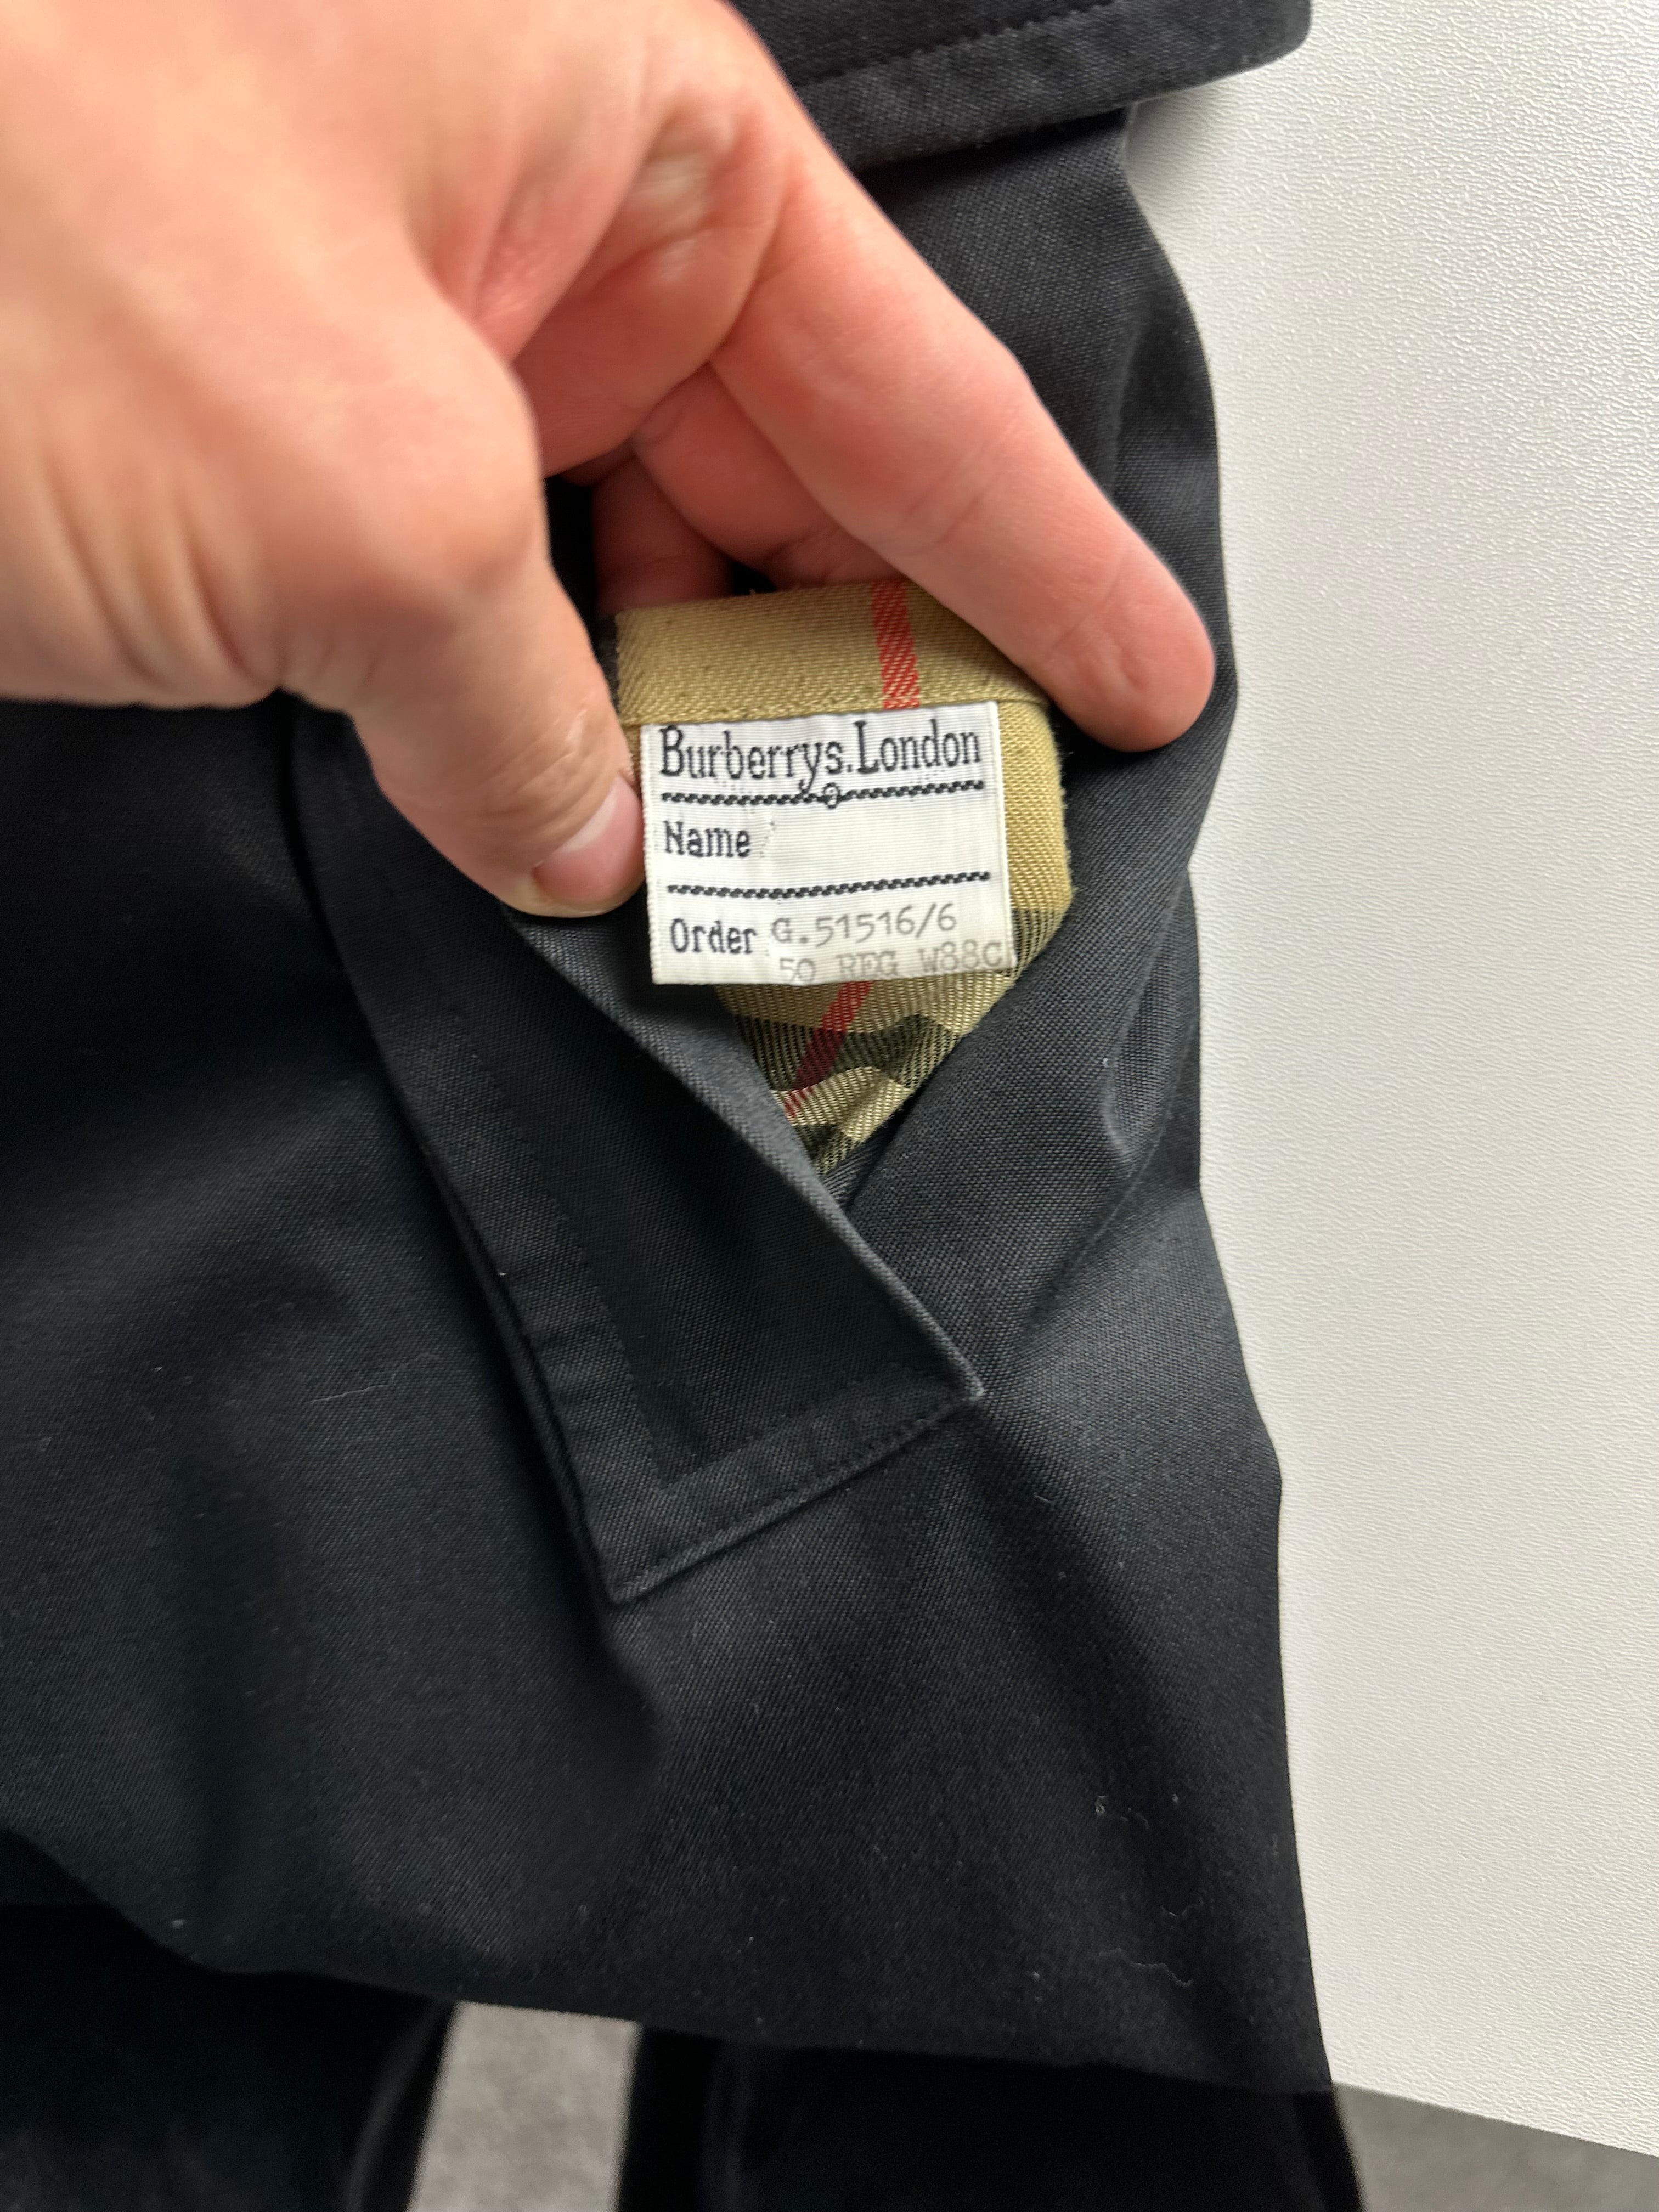 Burberrys.London
Name
Order G.51516/6
50 REG W88C